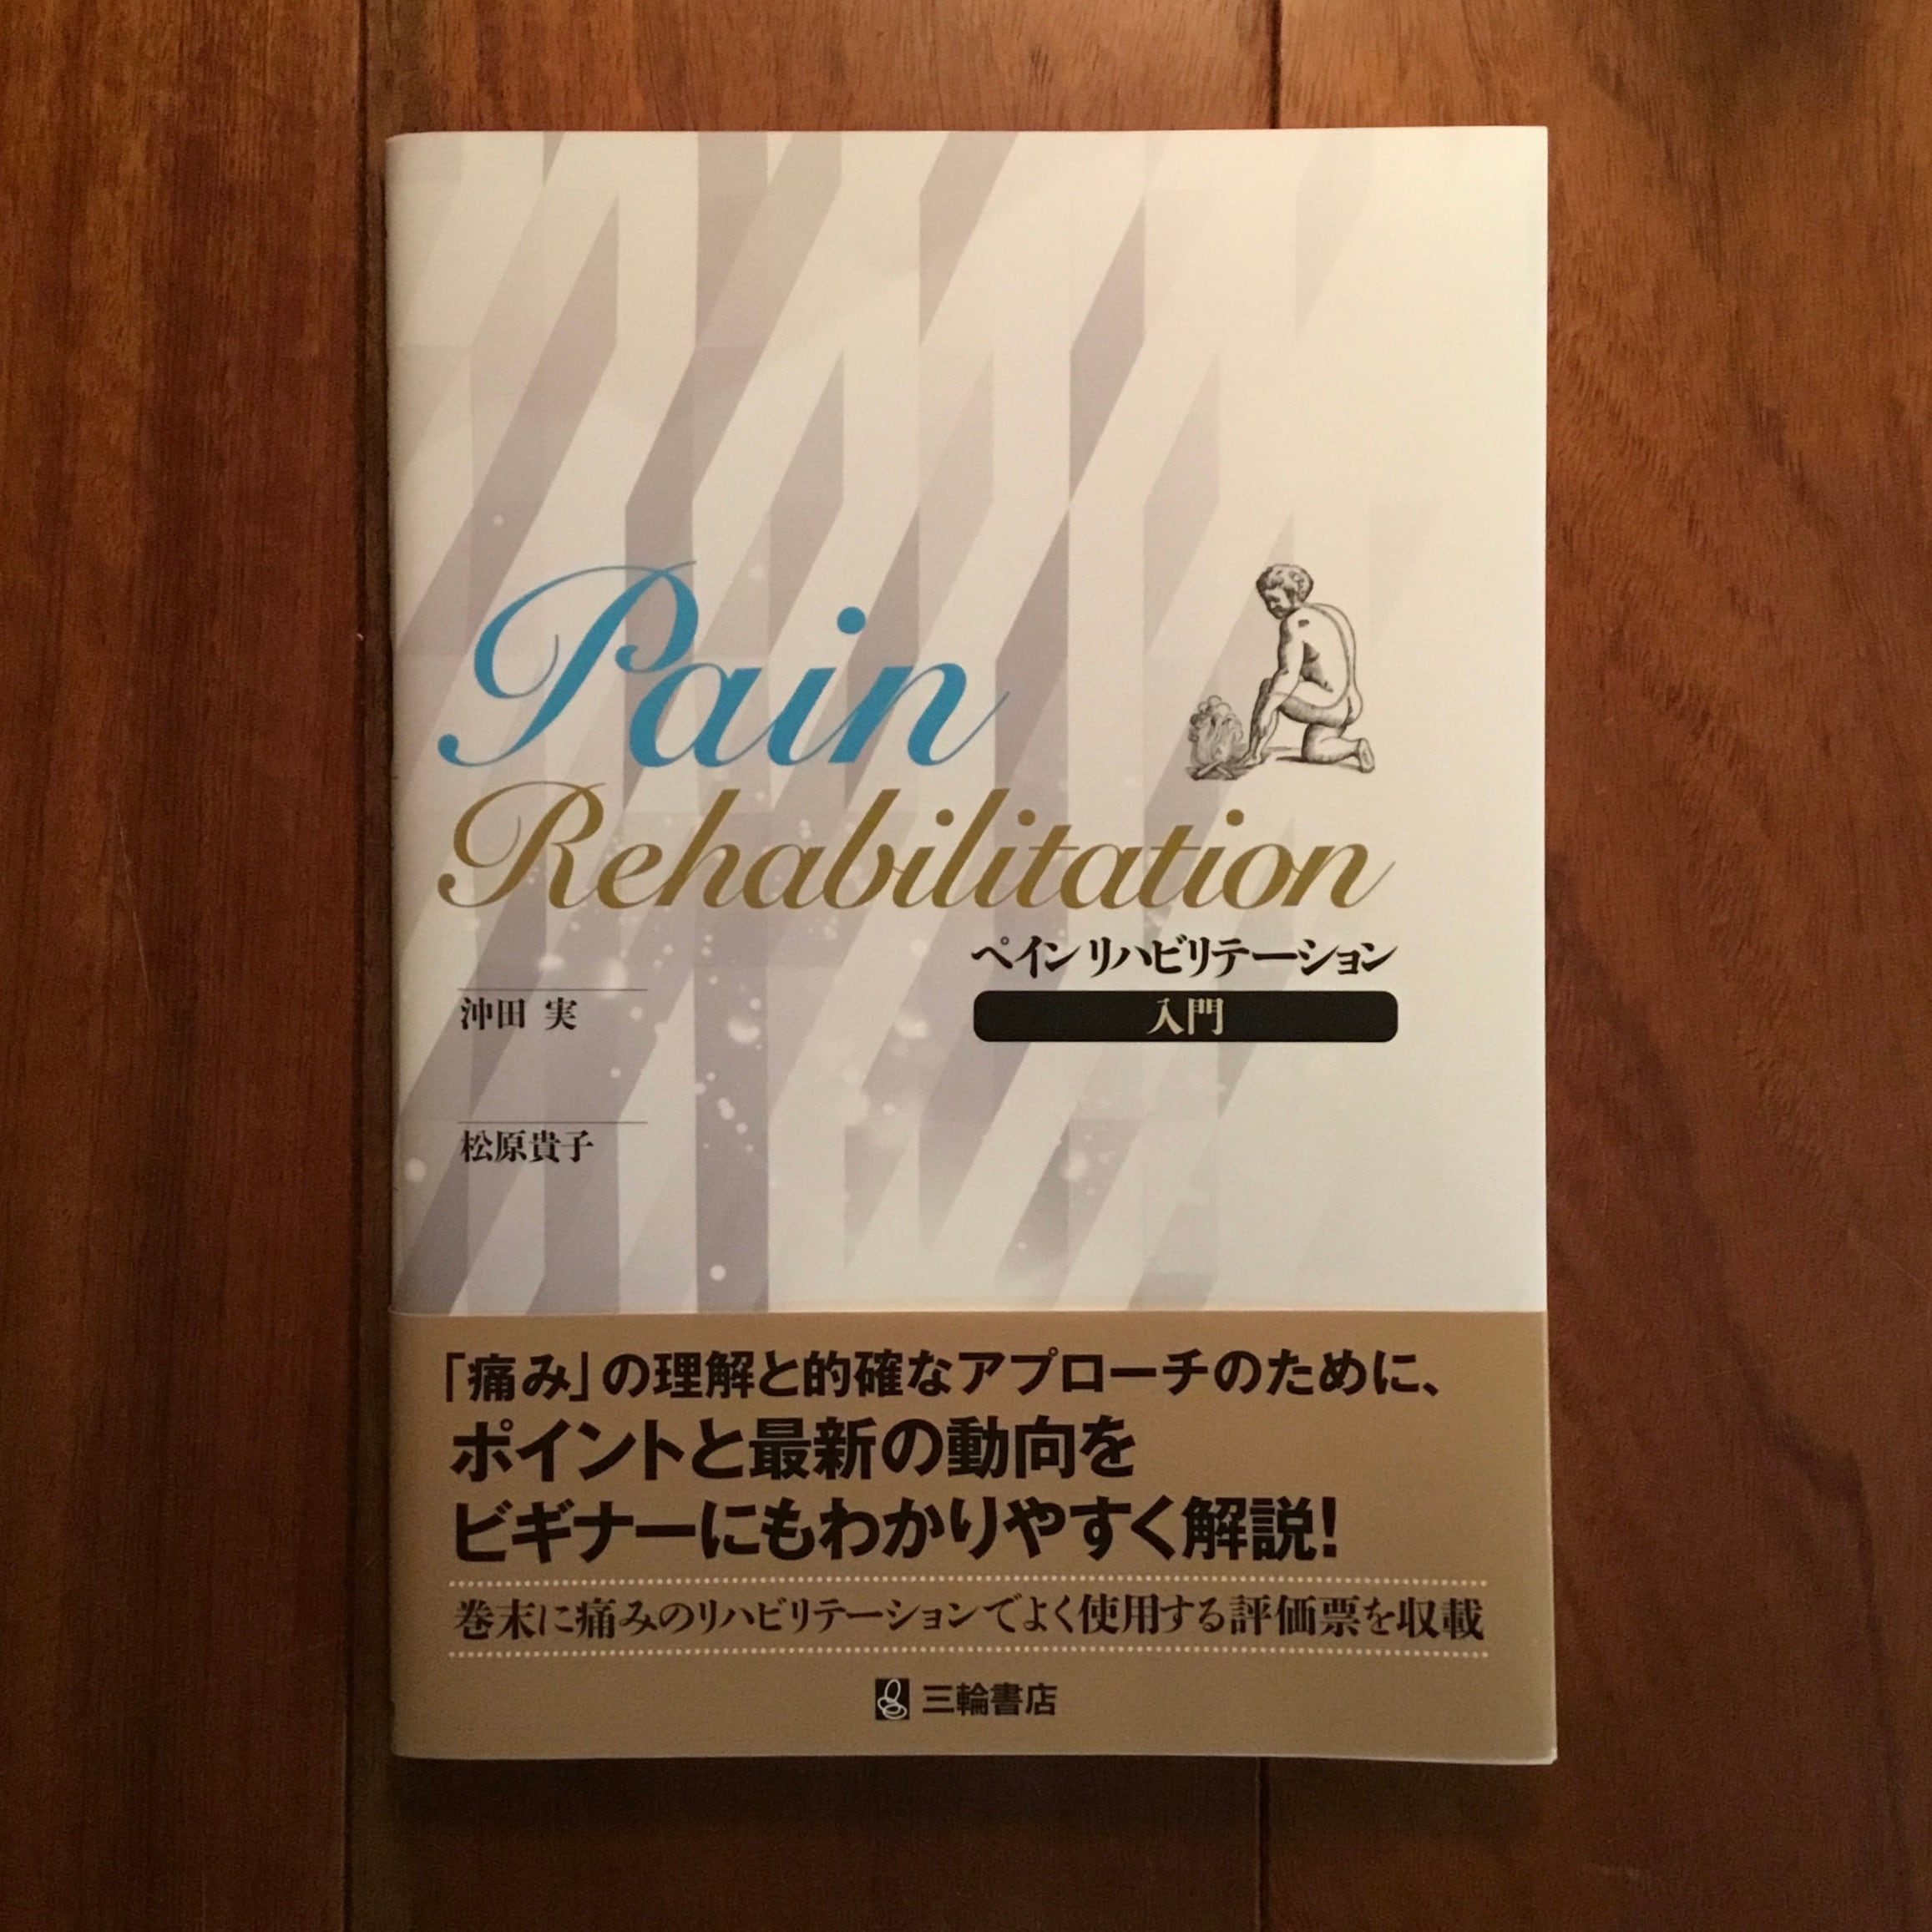 Pain
Rehabilitation
ペインリハビリテーション
入門
沖田 実
松原貴子
「痛み」の理解と的確なアプローチのために、
ポイントと最新の動向を
ビギナーにもわかりやすく解説！
巻末に痛みのリハビリテーションでよく使用する評価票を収載
三輪書店